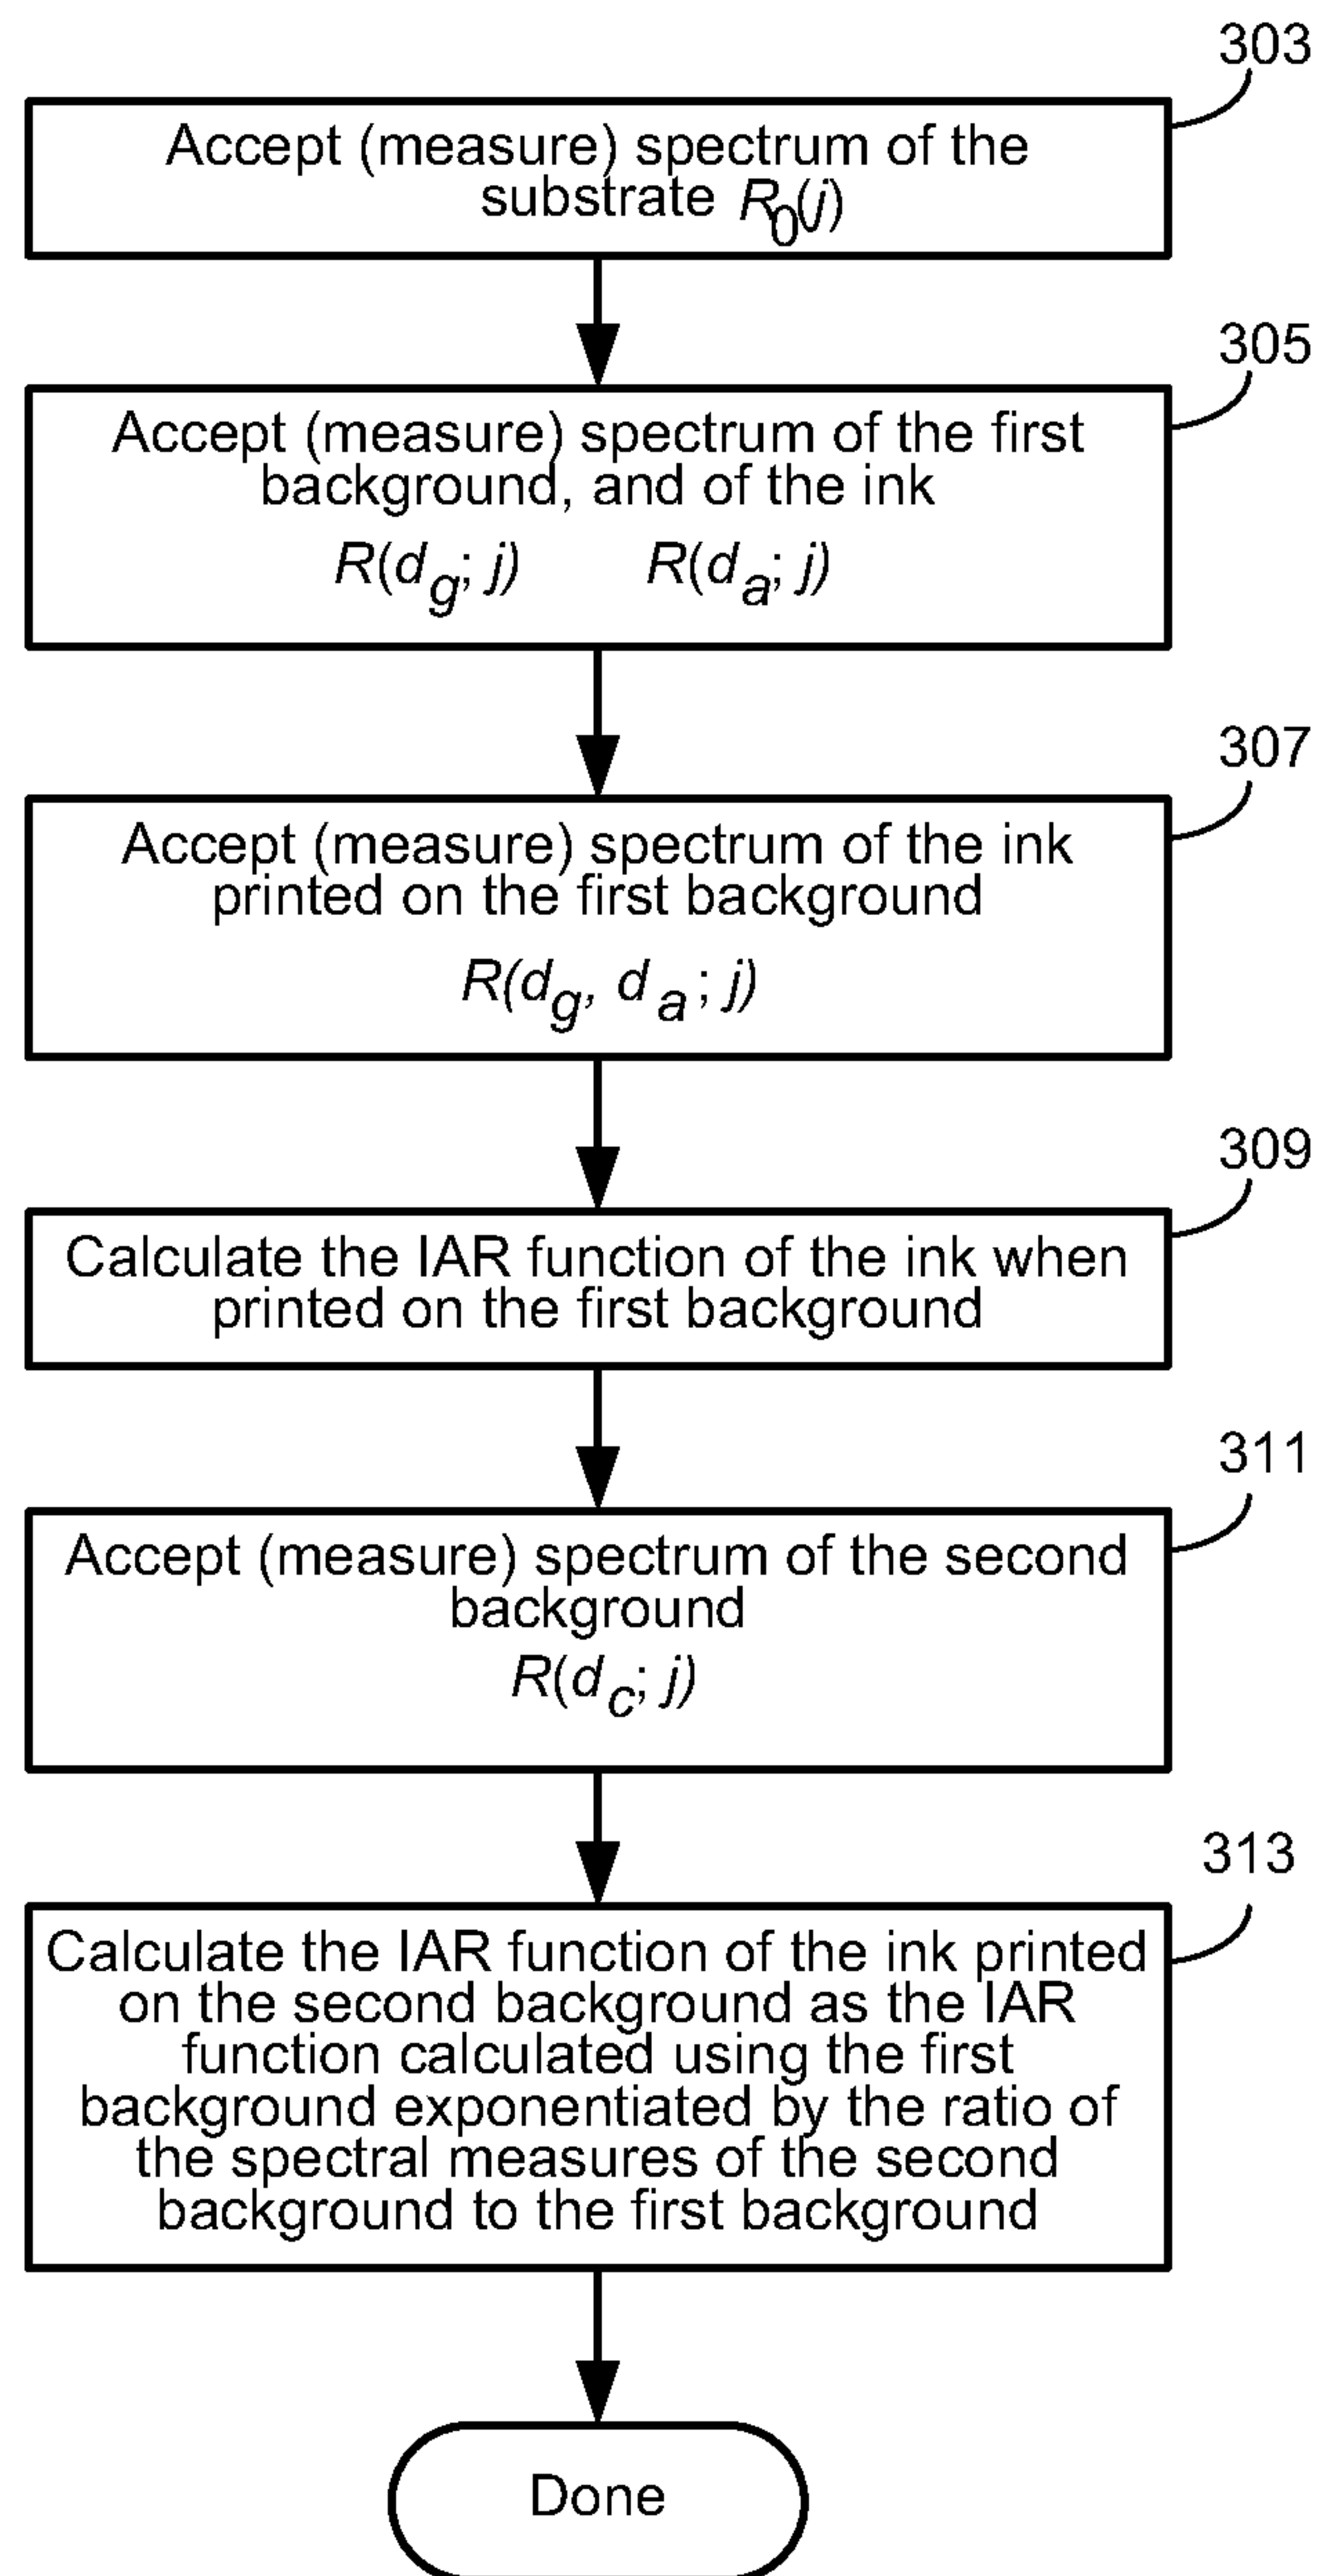 303
Accept (measure) spectrum of the
substrate R0(j)
305
Accept (measure) spectrum of the first
background, and of the ink
R(dg; j) R(da; j)
307
Accept (measure) spectrum of the ink
printed on the first background
R(dg, da; j)
309
Calculate the IAR function of the ink when
printed on the first background
311
Accept (measure) spectrum of the second
background
R(dc; j)
313
Calculate the IAR function of the ink printed
on the second background as the IAR
function calculated using the first
background exponentiated by the ratio of
the spectral measures of the second
background to the first background
Done